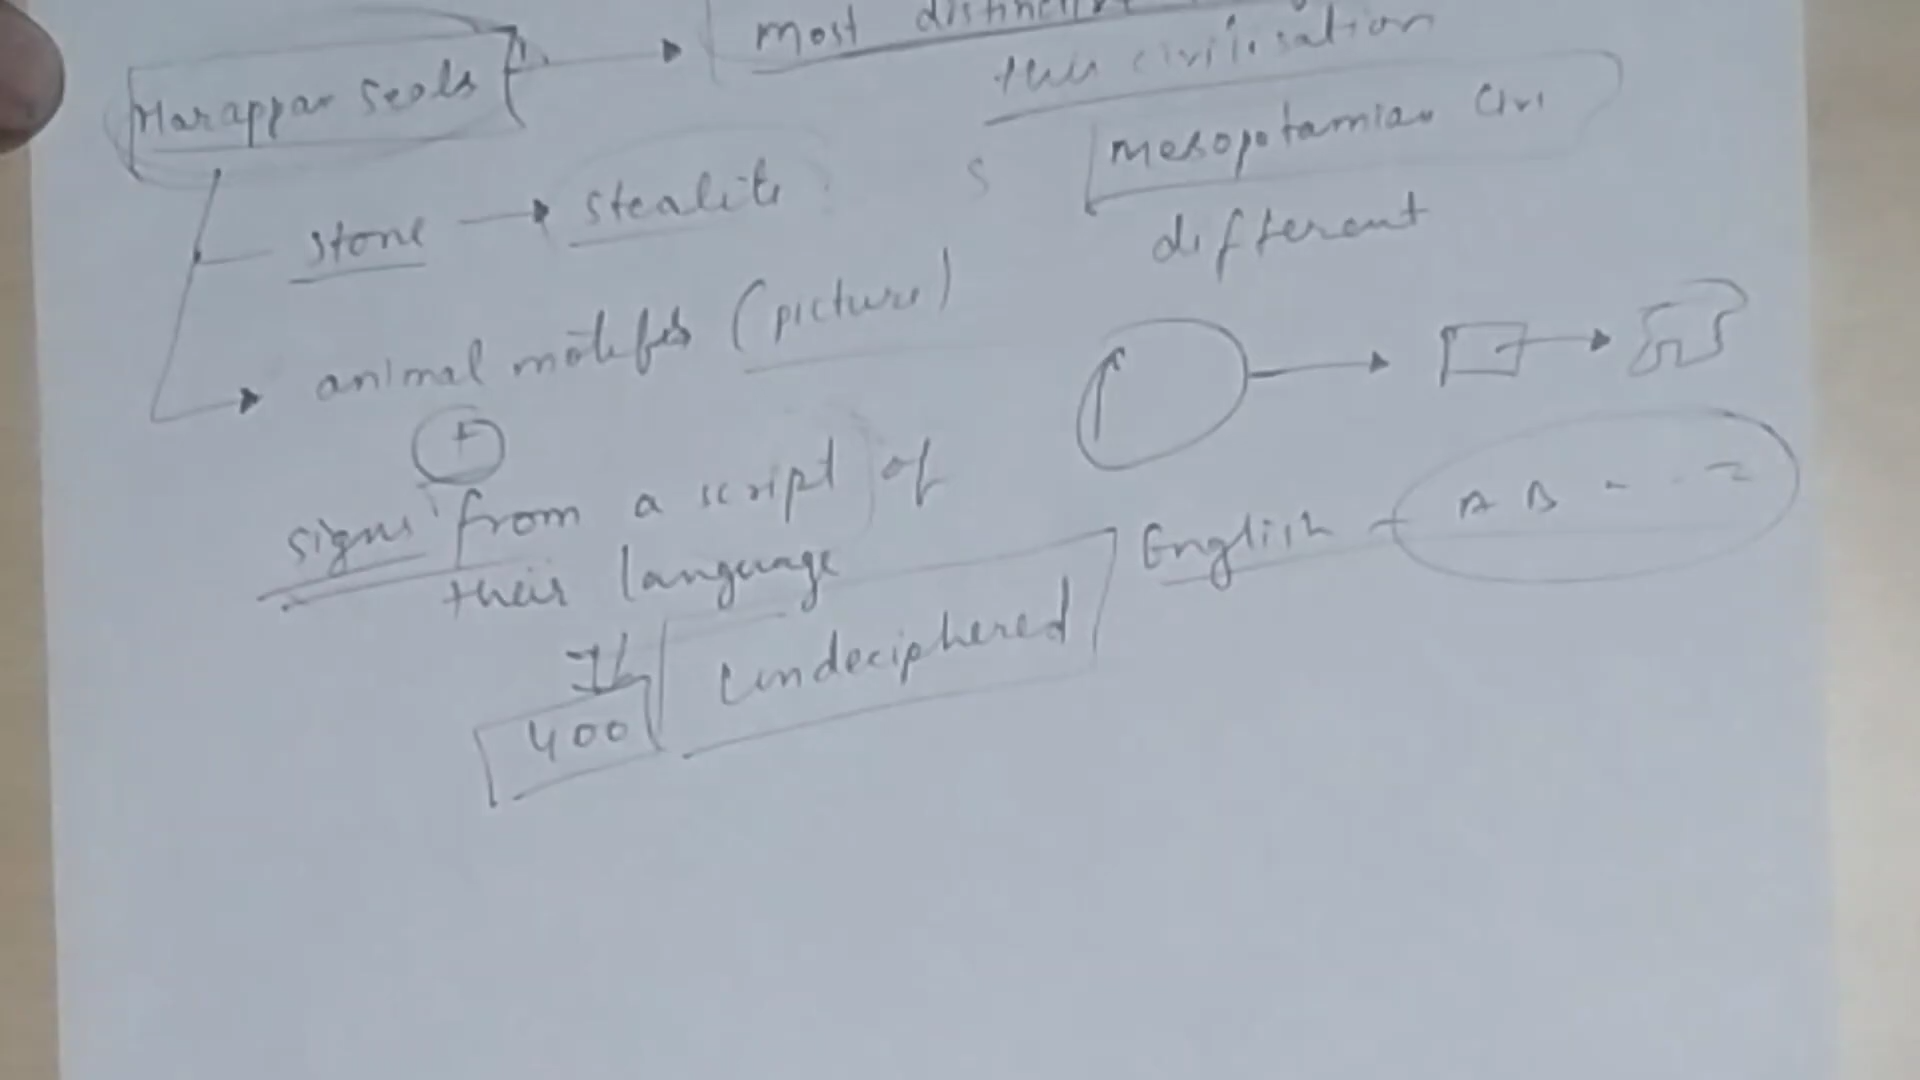 most
Harappan seals
this civilisation
mesopotamian Civi
stone → stealite
different
animal motifs (picture)
+
signs from a script of
their language
English → A B - . . Z
undeciphered
400